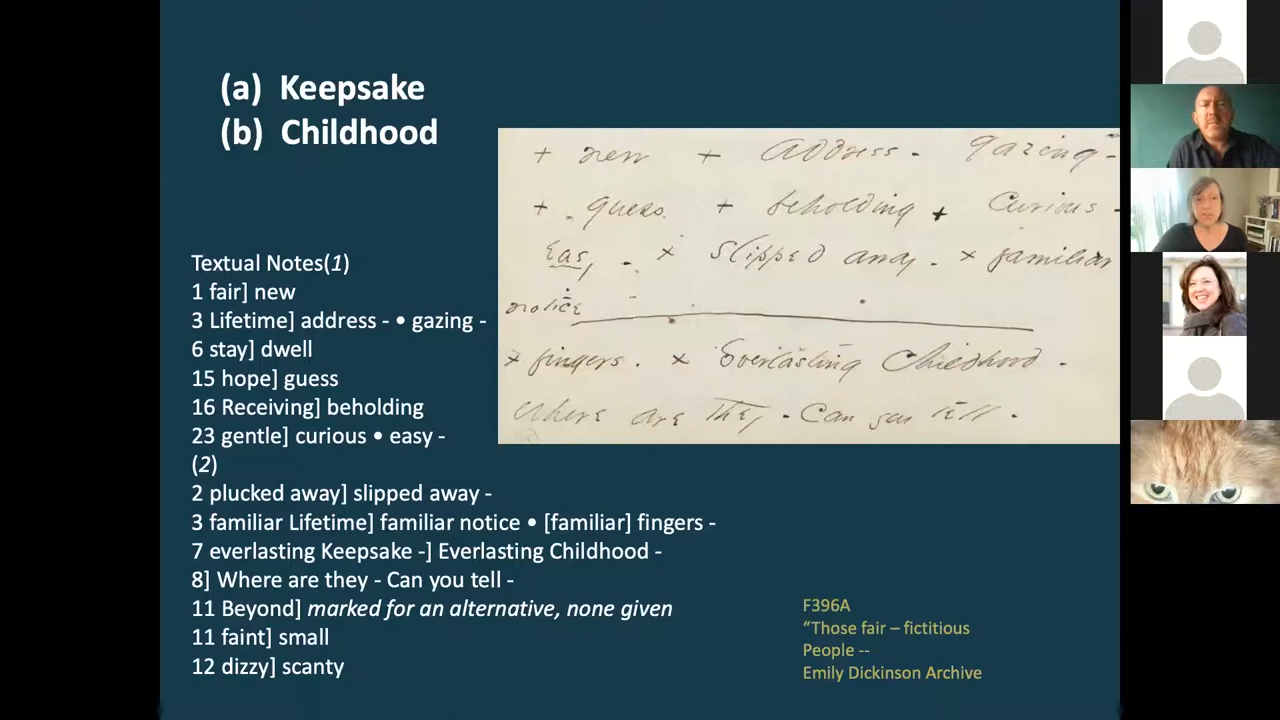 (a) Keepsake
(b) Childhood
+ new + address - gazing -
+ guess. + beholding + Curious -
Easy - × slipped away - × familiar
notice
× fingers. × Everlasting Childhood -
Where are They - Can you tell -
Textual Notes(1)
1 fair] new
3 Lifetime] address - • gazing -
6 stay] dwell
15 hope] guess
16 Receiving] beholding
23 gentle] curious • easy -
(2)
2 plucked away] slipped away -
3 familiar Lifetime] familiar notice • [familiar] fingers -
7 everlasting Keepsake -] Everlasting Childhood -
8] Where are they - Can you tell -
11 Beyond] marked for an alternative, none given
11 faint] small
12 dizzy] scanty
F396A
“Those fair – fictitious
People --
Emily Dickinson Archive